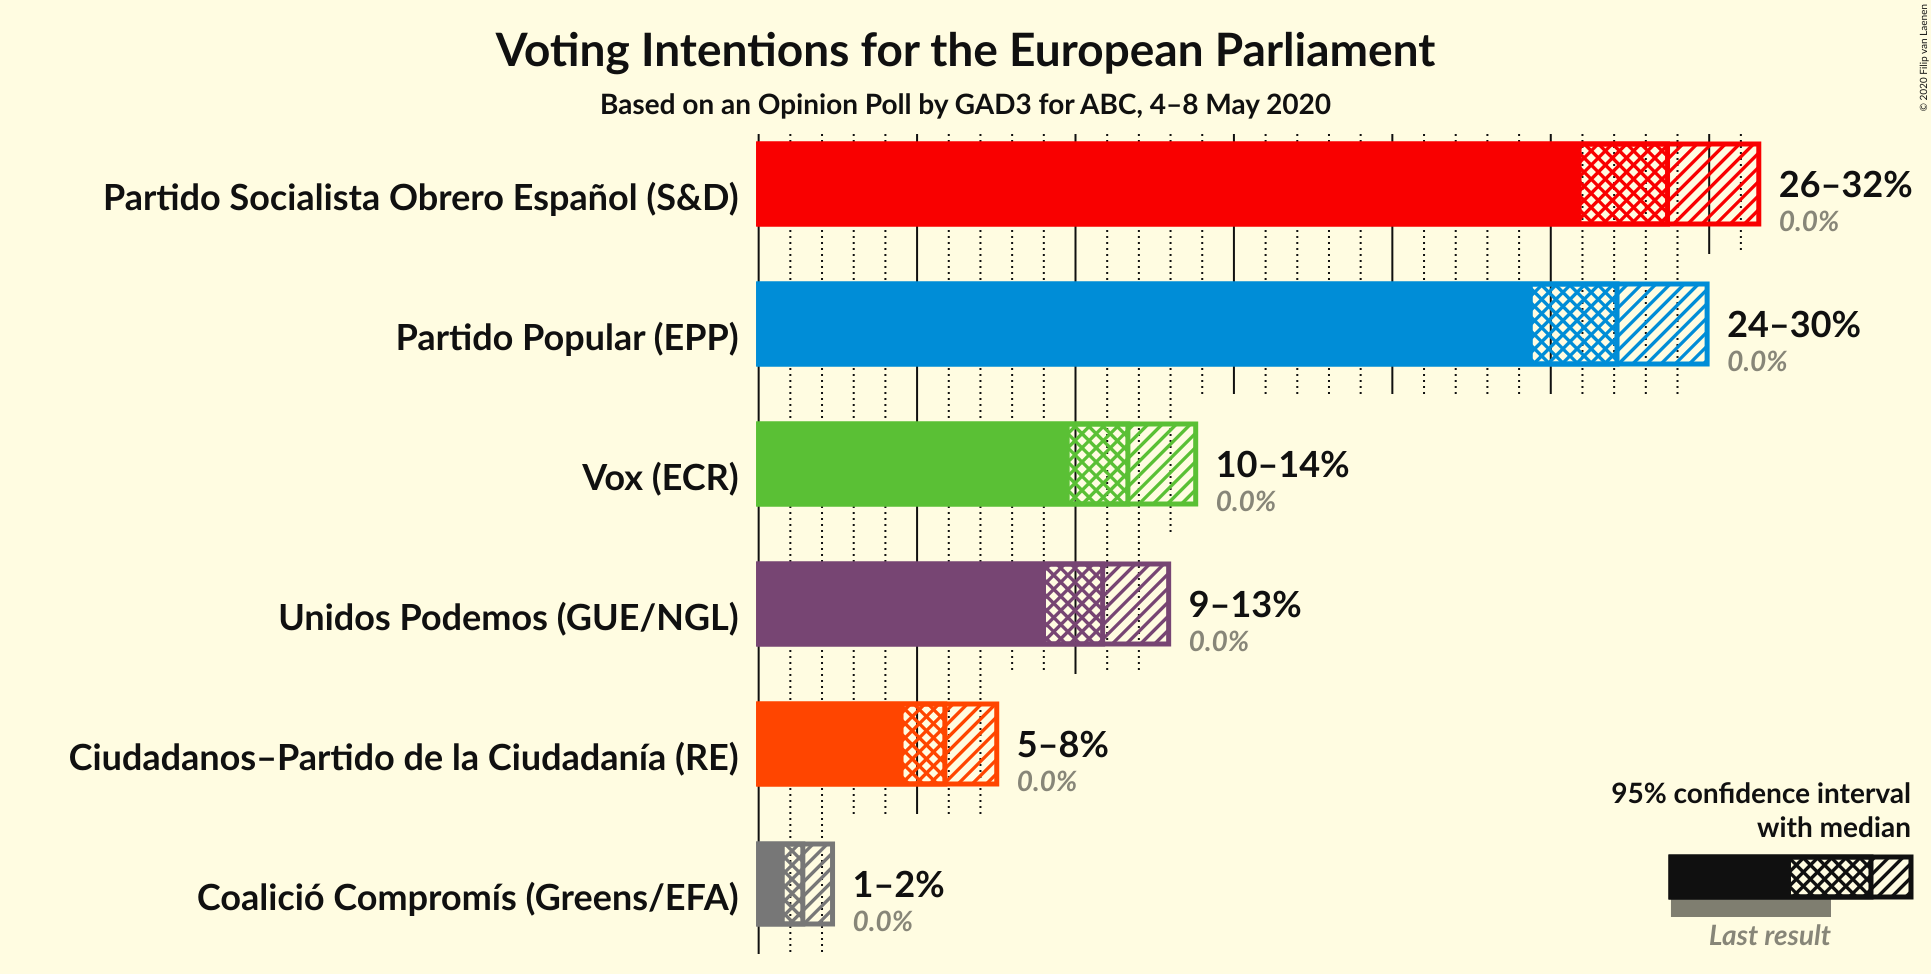 Voting Intentions for the European Parliament
Based on an Opinion Poll by GAD3 for ABC, 4–8 May 2020
© 2020 Filip van Laenen
Partido Socialista Obrero Español (S&D)
26–32%
0.0%
Partido Popular (EPP)
24–30%
0.0%
Vox (ECR)
10–14%
0.0%
Unidos Podemos (GUE/NGL)
9–13%
0.0%
Ciudadanos–Partido de la Ciudadanía (RE)
5–8%
0.0%
Coalició Compromís (Greens/EFA)
1–2%
0.0%
95% confidence interval
with median
Last result